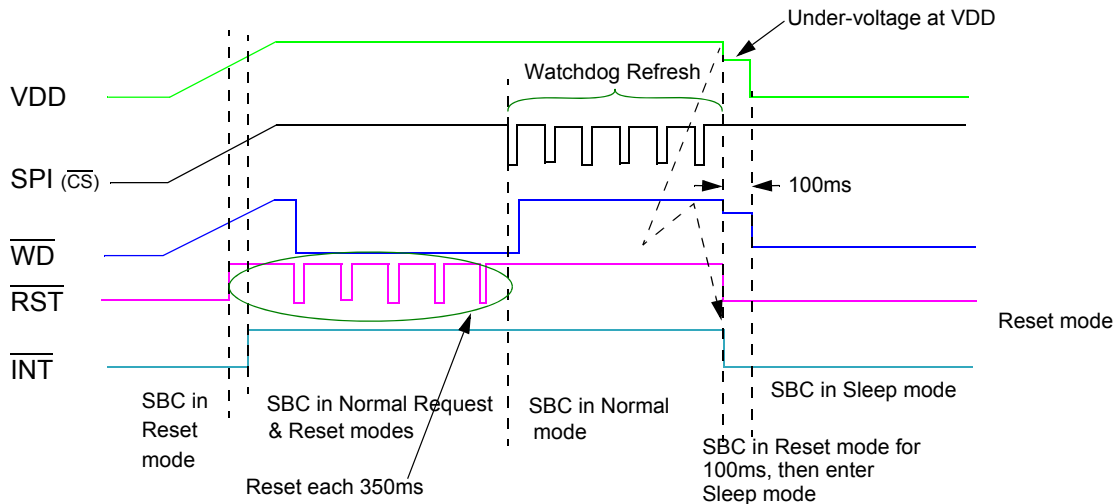 Under-voltage at VDD
Watchdog Refresh
VDD
SPI (CS)
100ms
WD
RST
Reset mode
INT
SBC in
Reset
mode
SBC in Normal Request
& Reset modes
SBC in Normal
mode
SBC in Sleep mode
SBC in Reset mode for
100ms, then enter
Sleep mode
Reset each 350ms